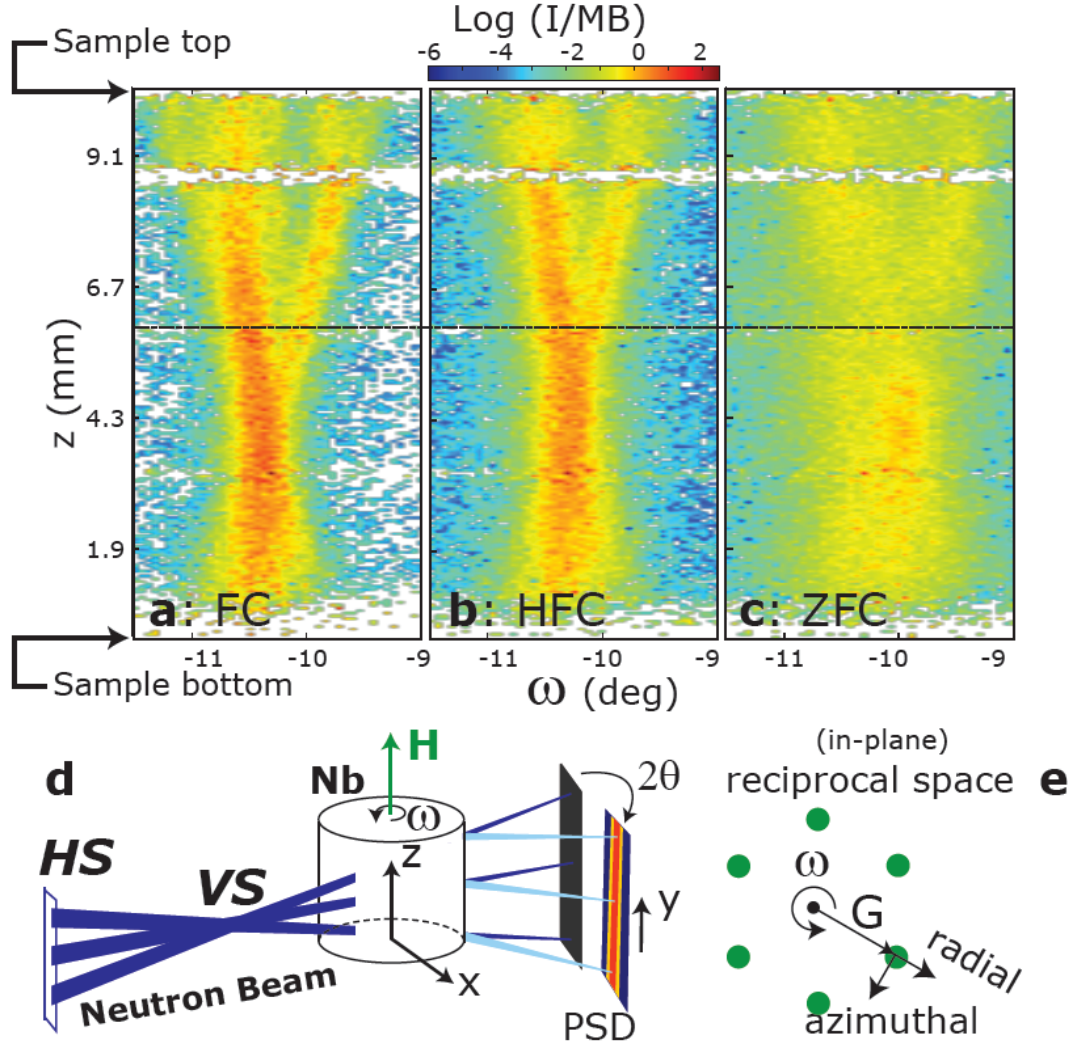 Log (I/MB)
-6 -4 -2 0 2
Sample top
9.1
6.7
4.3
1.9
z (mm)
a: FC
b: HFC
c: ZFC
-11 -10 -9
-11 -10 -9
-11 -10 -9
Sample bottom
ω (deg)
d
H
Nb
ω
2θ
HS
VS
z
y
x
Neutron Beam
PSD
(in-plane)
reciprocal space
e
ω
G
radial
azimuthal